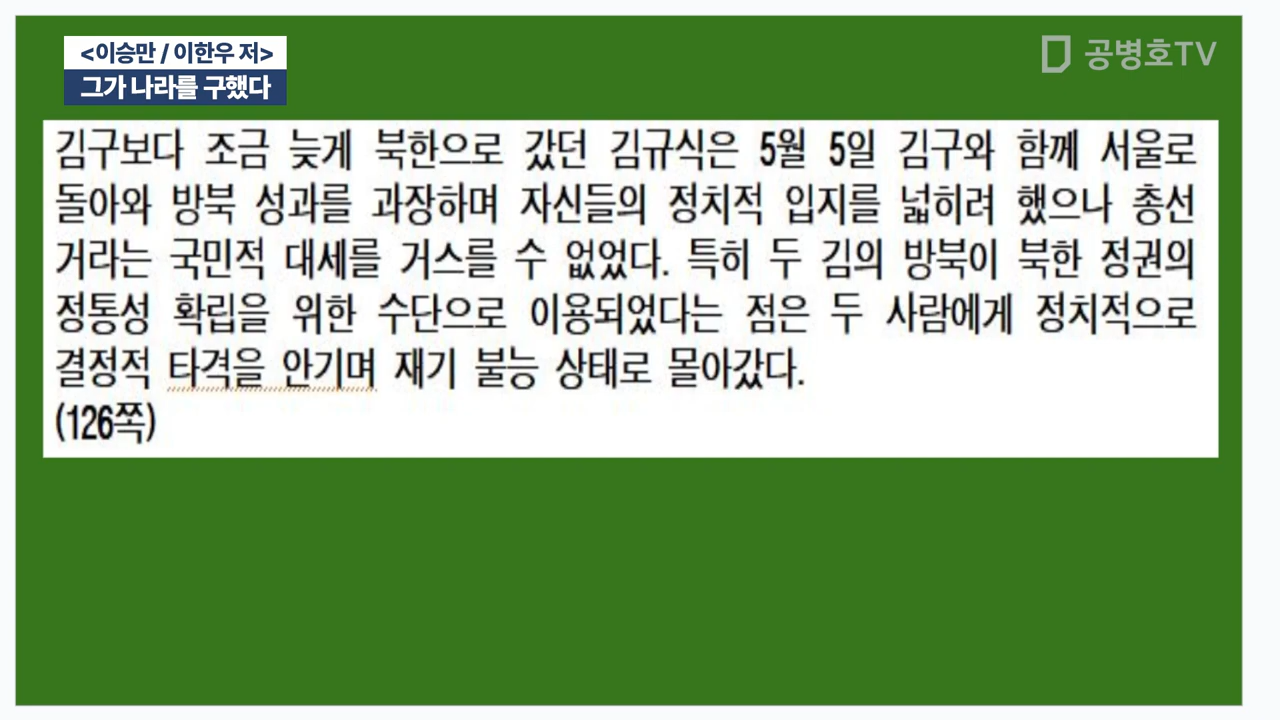 <이승만 / 이한우 저>
그가 나라를 구했다
공병호TV
김구보다 조금 늦게 북한으로 갔던 김규식은 5월 5일 김구와 함께 서울로
돌아와 방북 성과를 과장하며 자신들의 정치적 입지를 넓히려 했으나 총선
거라는 국민적 대세를 거스를 수 없었다. 특히 두 김의 방북이 북한 정권의
정통성 확립을 위한 수단으로 이용되었다는 점은 두 사람에게 정치적으로
결정적 타격을 안기며 재기 불능 상태로 몰아갔다.
(126쪽)